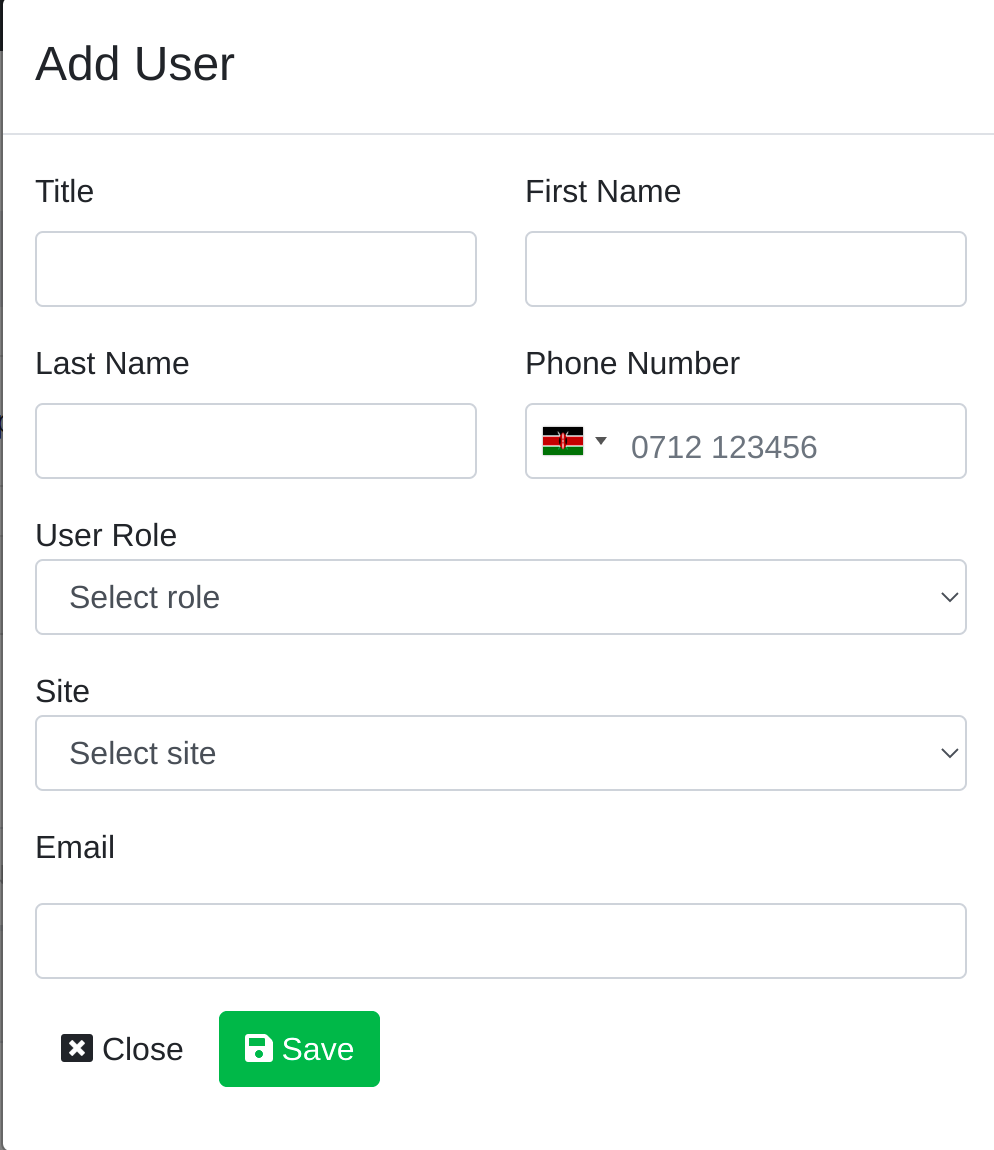 Add User
Title
First Name
Last Name
Phone Number
0712 123456
User Role
Select role
Site
Select site
Email
Close
Save